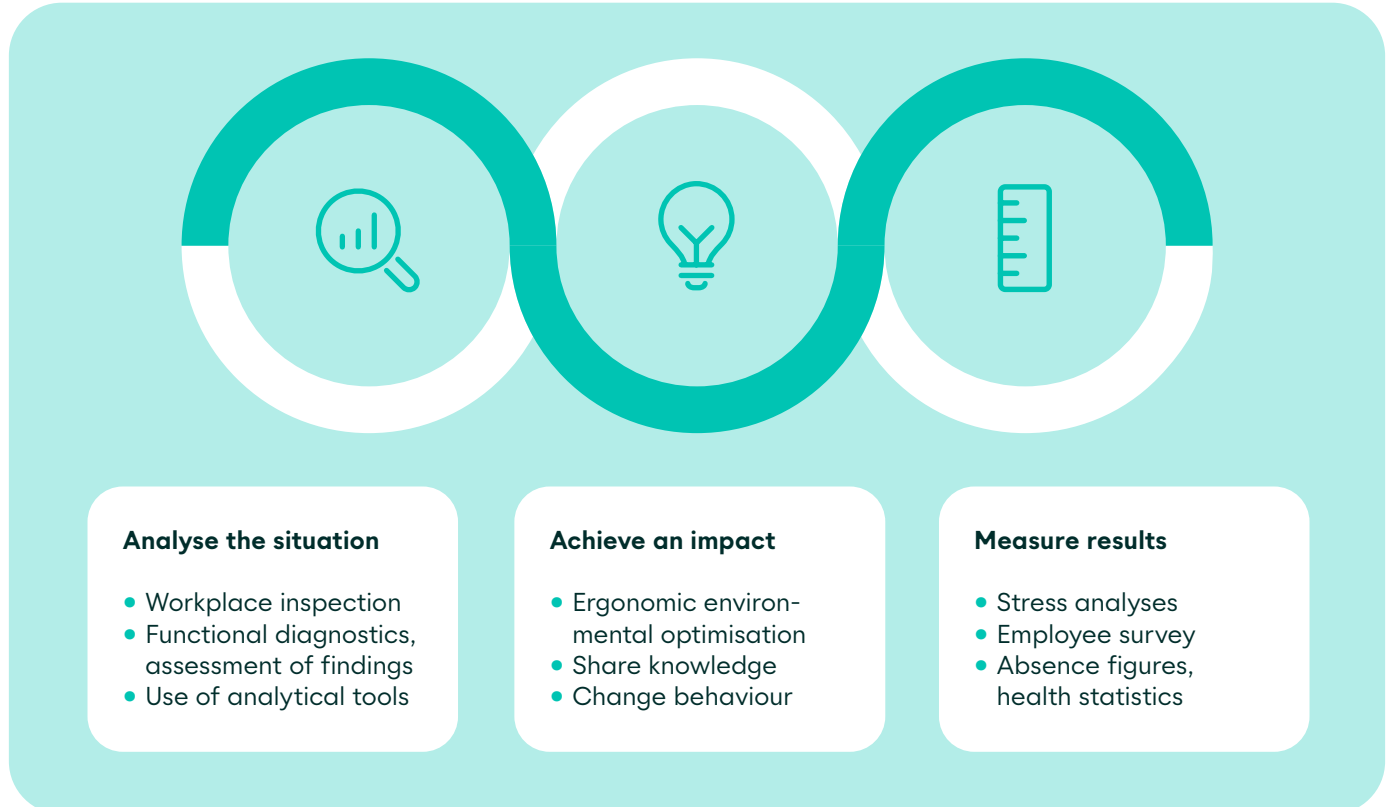 Analyse the situation
• Workplace inspection
• Functional diagnostics,
assessment of findings
• Use of analytical tools
Achieve an impact
• Ergonomic environ-
mental optimisation
• Share knowledge
• Change behaviour
Measure results
• Stress analyses
• Employee survey
• Absence figures,
health statistics